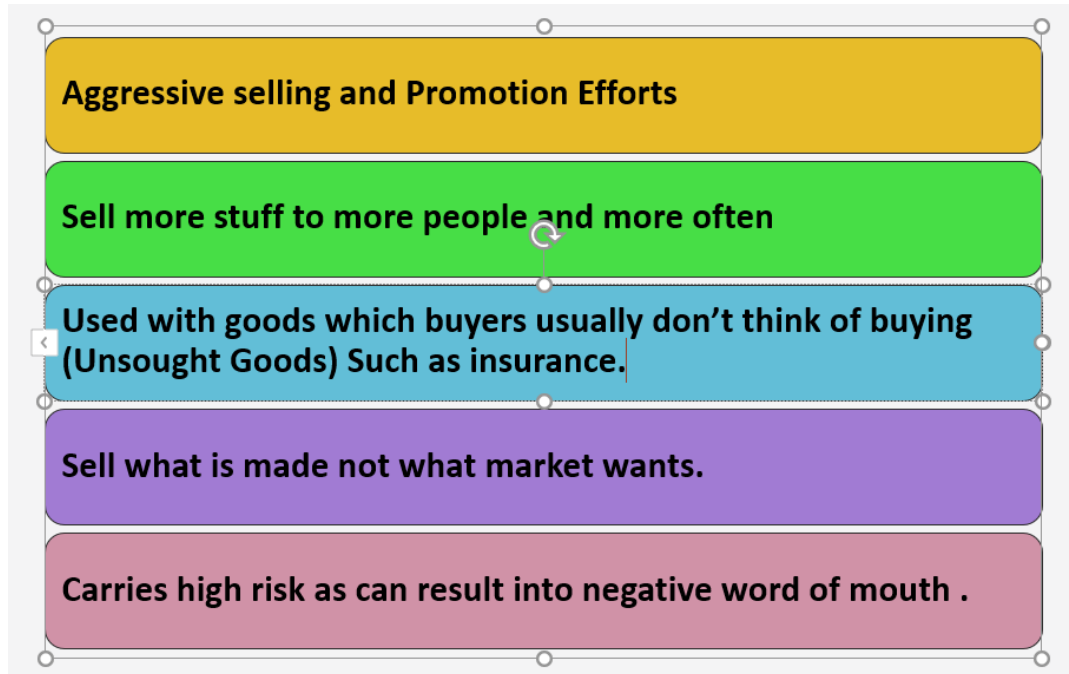 Aggressive selling and Promotion Efforts
Sell more stuff to more people and more often
Used with goods which buyers usually don’t think of buying
(Unsought Goods) Such as insurance.
Sell what is made not what market wants.
Carries high risk as can result into negative word of mouth .